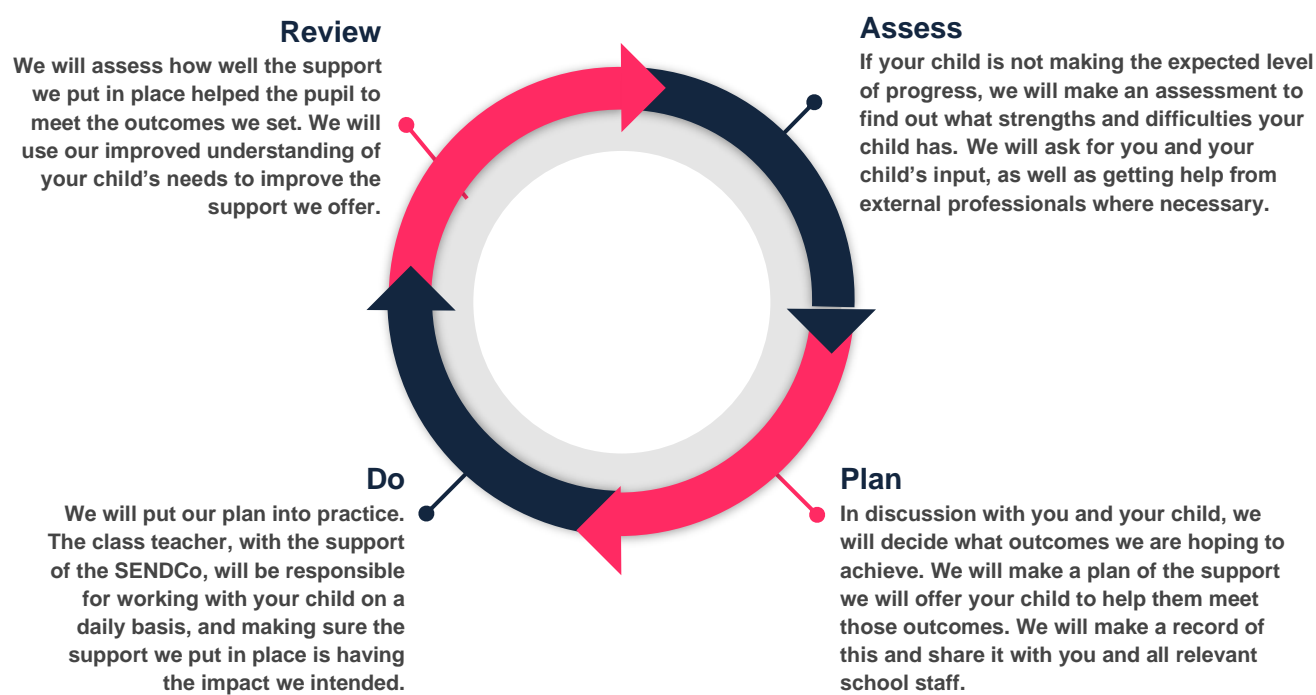 Review
We will assess how well the support
we put in place helped the pupil to
meet the outcomes we set. We will
use our improved understanding of
your child’s needs to improve the
support we offer.
Assess
If your child is not making the expected level
of progress, we will make an assessment to
find out what strengths and difficulties your
child has. We will ask for you and your
child’s input, as well as getting help from
external professionals where necessary.
Do
We will put our plan into practice.
The class teacher, with the support
of the SENDCo, will be responsible
for working with your child on a
daily basis, and making sure the
support we put in place is having
the impact we intended.
Plan
In discussion with you and your child, we
will decide what outcomes we are hoping to
achieve. We will make a plan of the support
we will offer your child to help them meet
those outcomes. We will make a record of
this and share it with you and all relevant
school staff.